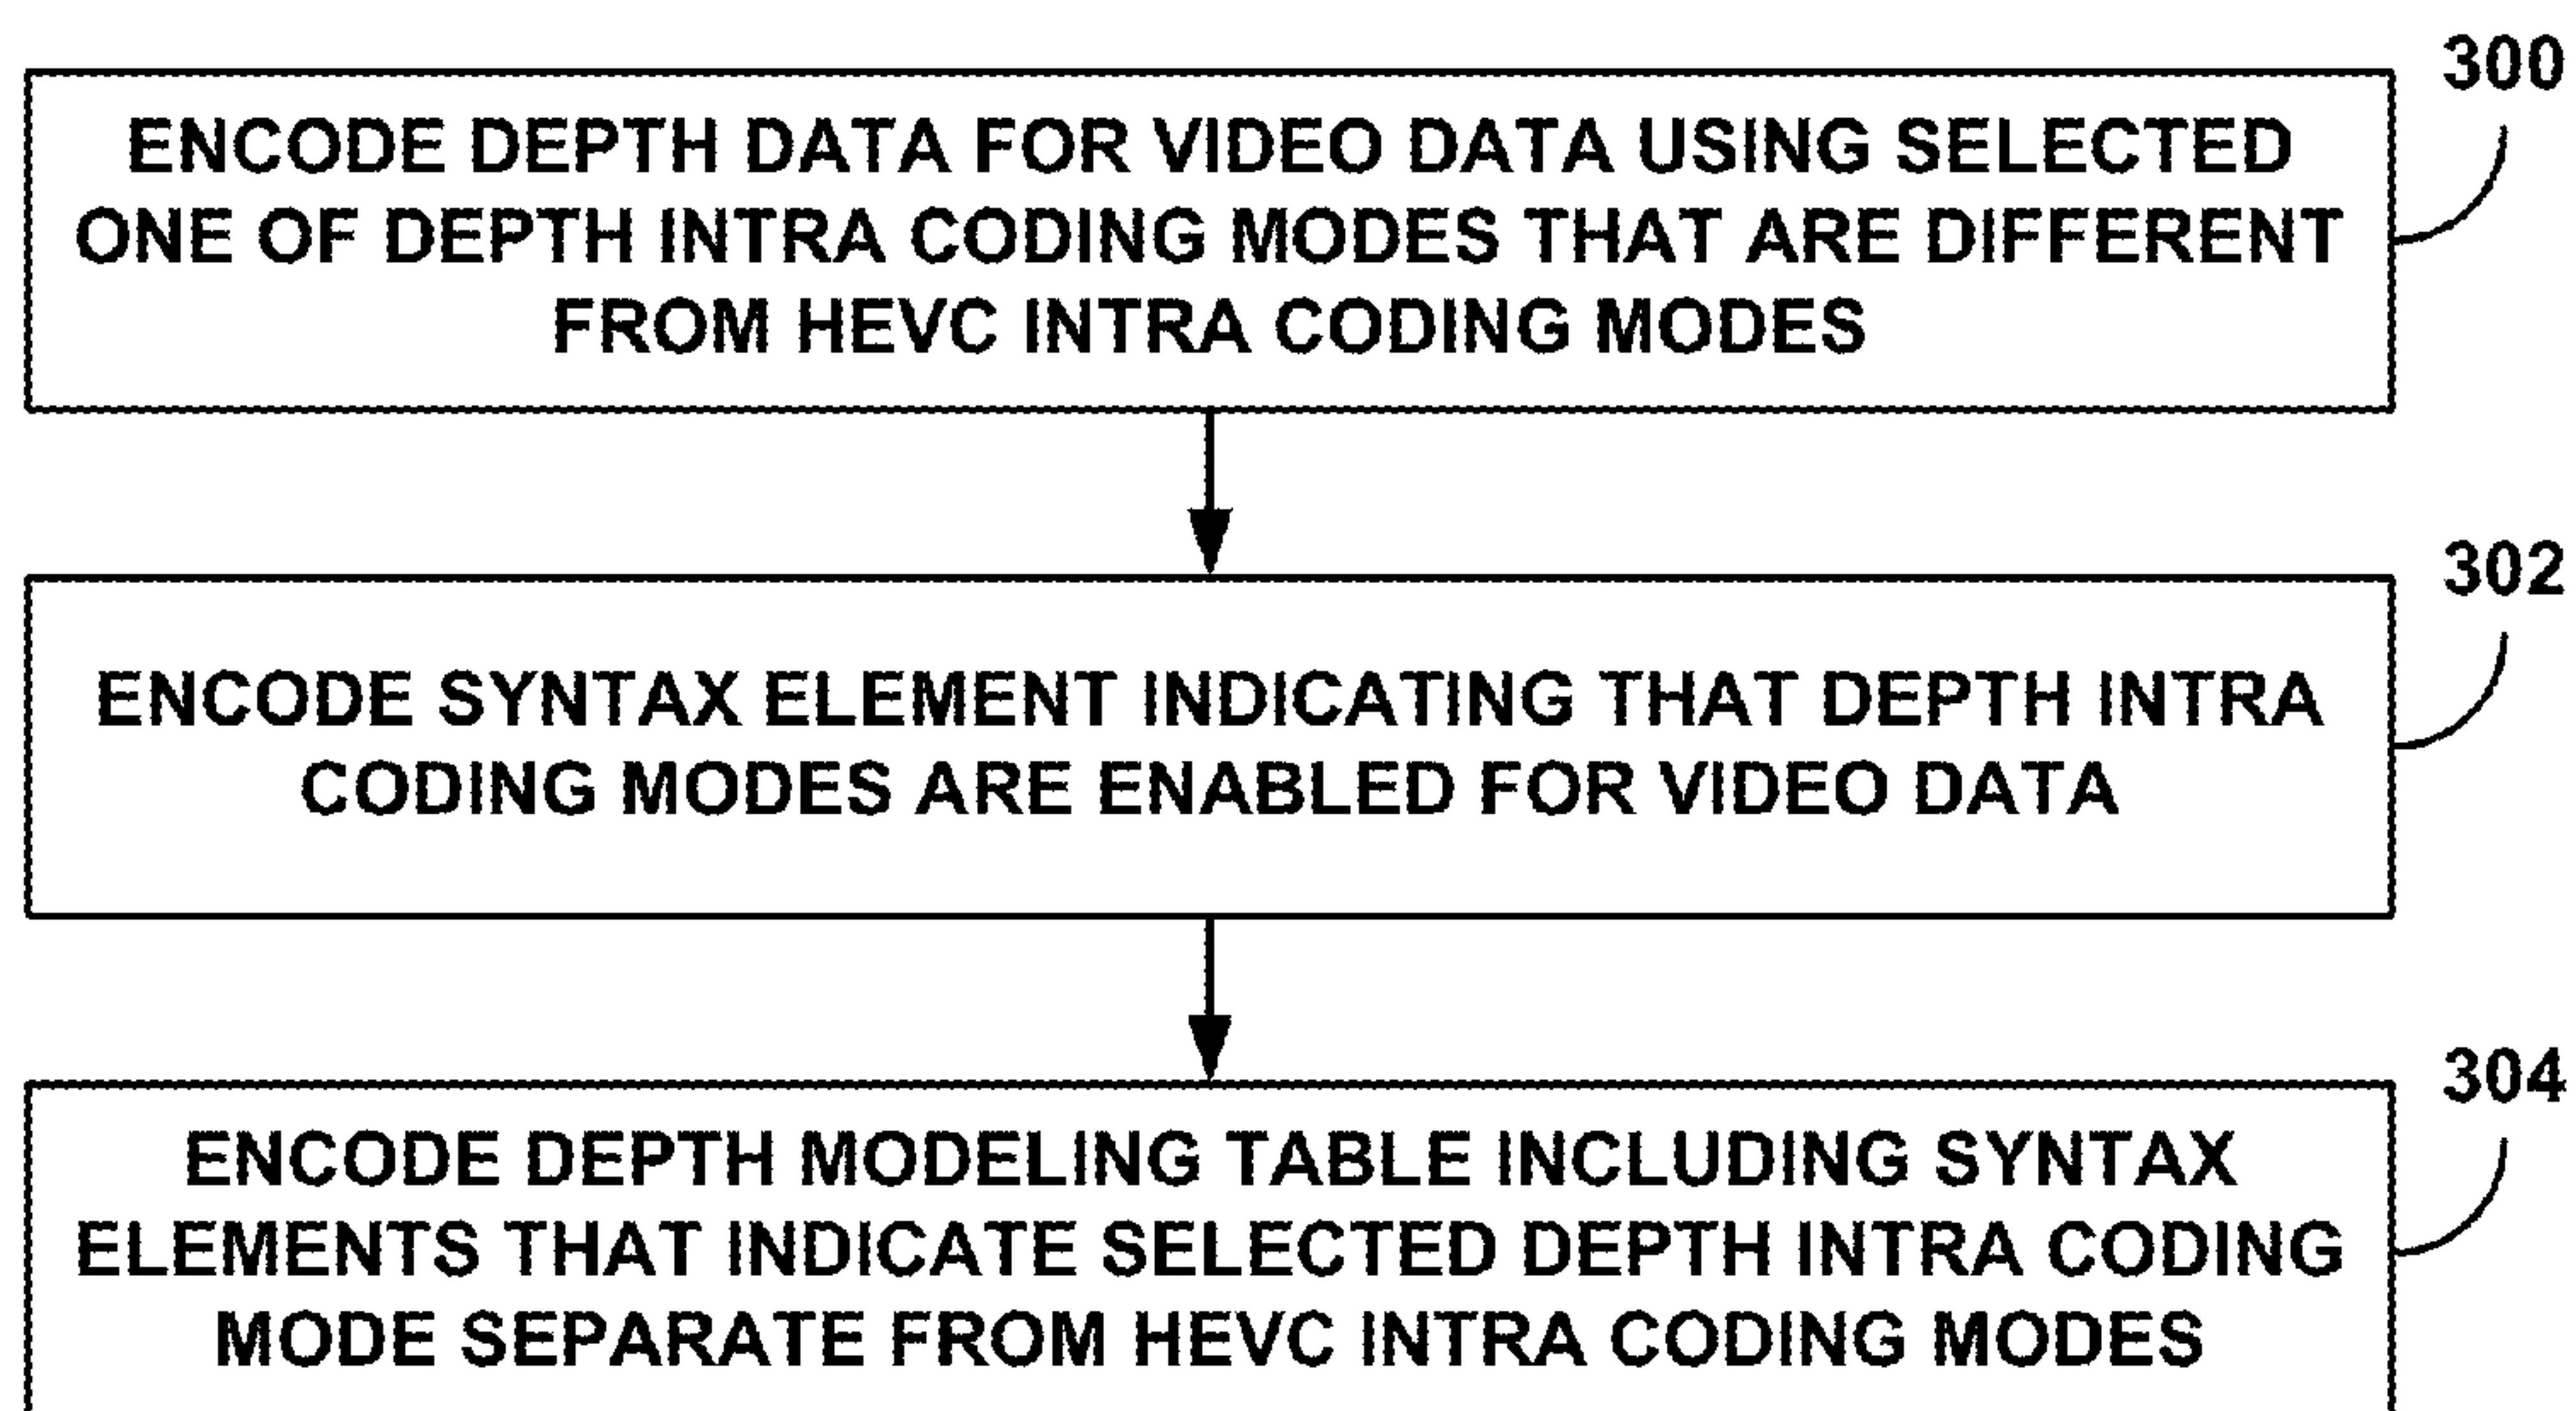 300
ENCODE DEPTH DATA FOR VIDEO DATA USING SELECTED
ONE OF DEPTH INTRA CODING MODES THAT ARE DIFFERENT
FROM HEVC INTRA CODING MODES
302
ENCODE SYNTAX ELEMENT INDICATING THAT DEPTH INTRA
CODING MODES ARE ENABLED FOR VIDEO DATA
304
ENCODE DEPTH MODELING TABLE INCLUDING SYNTAX
ELEMENTS THAT INDICATE SELECTED DEPTH INTRA CODING
MODE SEPARATE FROM HEVC INTRA CODING MODES